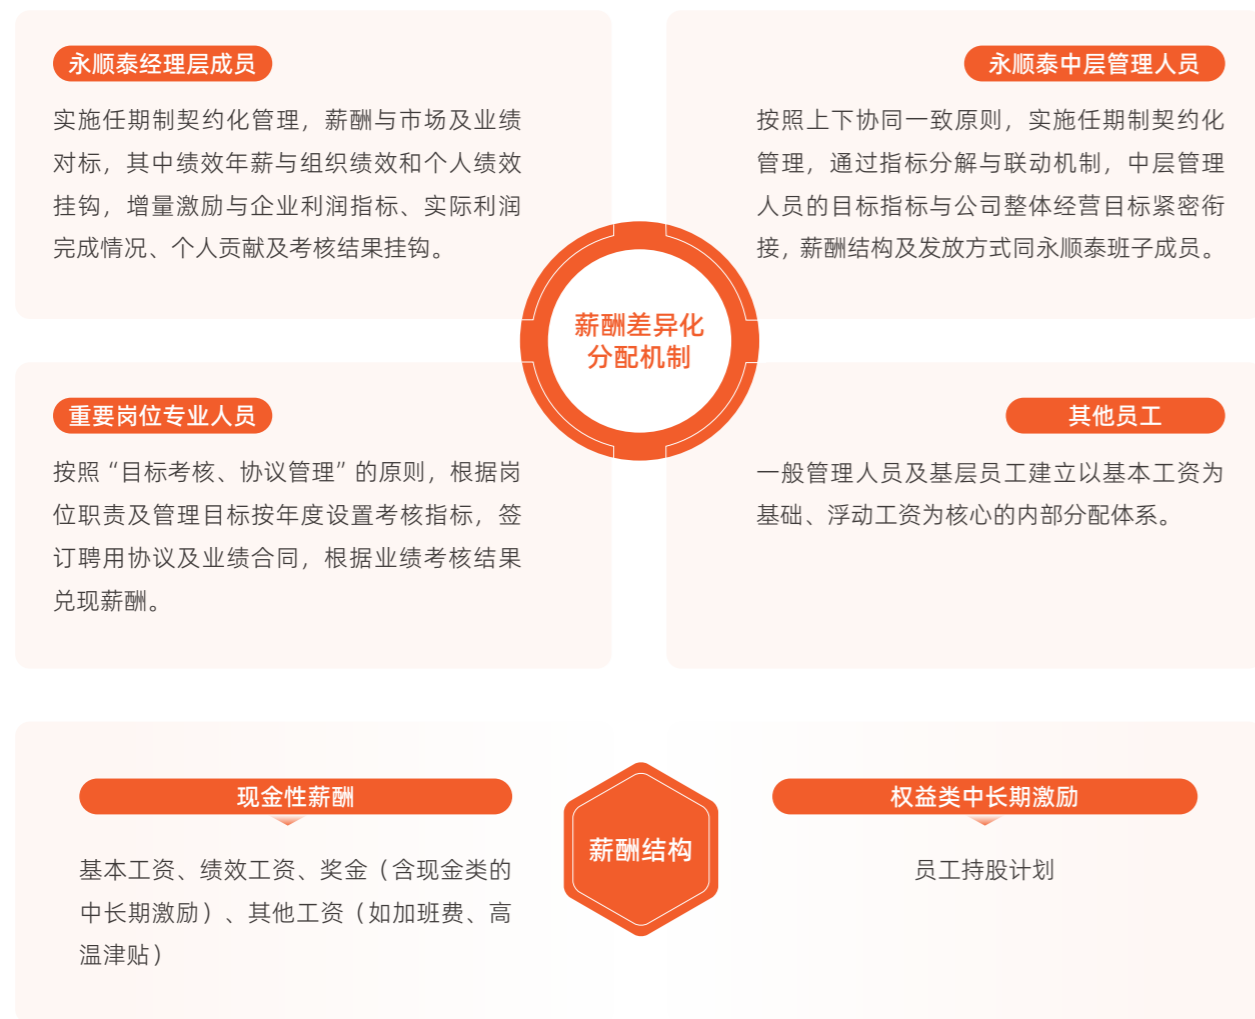 永顺泰经理层成员
实施任期制契约化管理，薪酬与市场及业绩
对标，其中绩效年薪与组织绩效和个人绩效
挂钩，增量激励与企业利润指标、实际利润
完成情况、个人贡献及考核结果挂钩。
永顺泰中层管理人员
按照上下协同一致原则，实施任期制契约化
管理，通过指标分解与联动机制，中层管理
人员的目标指标与公司整体经营目标紧密衔
接，薪酬结构及发放方式同永顺泰班子成员。
薪酬差异化
分配机制
重要岗位专业人员
按照“目标考核、协议管理”的原则，根据岗
位职责及管理目标按年度设置考核指标，签
订聘用协议及业绩合同，根据业绩考核结果
兑现薪酬。
其他员工
一般管理人员及基层员工建立以基本工资为
基础、浮动工资为核心的内部分配体系。
现金性薪酬
基本工资、绩效工资、奖金（含现金类的
中长期激励）、其他工资（如加班费、高
温津贴）
薪酬结构
权益类中长期激励
员工持股计划